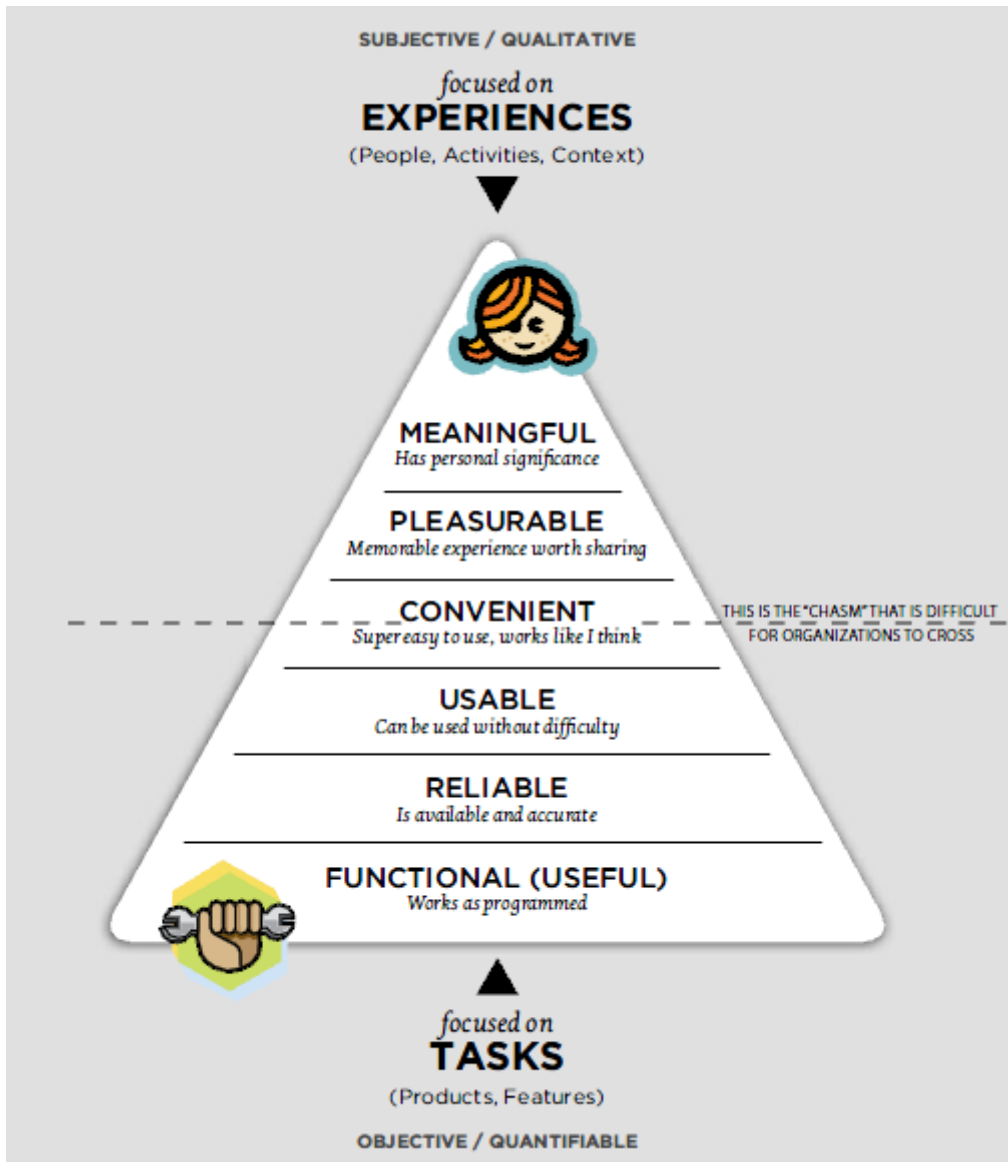 SUBJECTIVE / QUALITATIVE
focused on
EXPERIENCES
(People, Activities, Context)
MEANINGFUL
Has personal significance
PLEASURABLE
Memorable experience worth sharing
CONVENIENT
Super easy to use, works like I think
THIS IS THE "CHASM" THAT IS DIFFICULT
FOR ORGANIZATIONS TO CROSS
USABLE
Can be used without difficulty
RELIABLE
Is available and accurate
FUNCTIONAL (USEFUL)
Works as programmed
focused on
TASKS
(Products, Features)
OBJECTIVE / QUANTIFIABLE